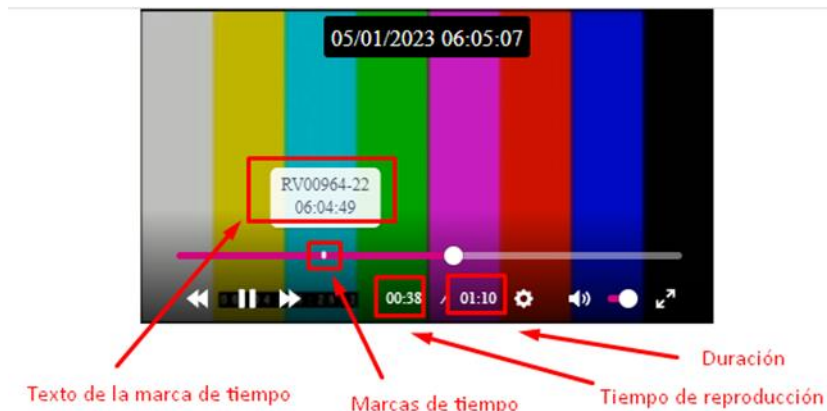 05/01/2023 06:05:07
RV00964-22
06:04:49
00:38 / 01:10
Duración
Texto de la marca de tiempo
Marcas de tiempo
Tiempo de reproducción